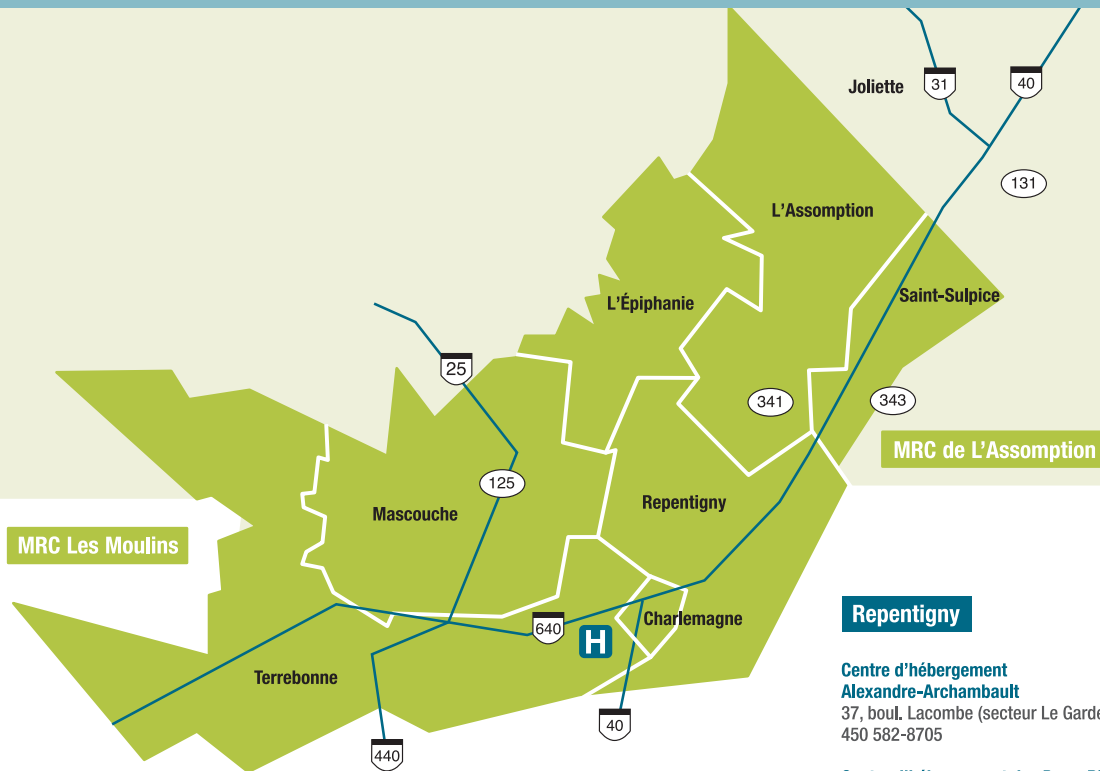 Joliette
31
40
131
L'Assomption
Saint-Sulpice
L'Épiphanie
25
341
343
MRC de L'Assomption
125
Mascouche
Repentigny
MRC Les Moulins
640
H
Charlemagne
Terrebonne
40
440
Repentigny
Centre d'hébergement
Alexandre-Archambault
37, boul. Lacombe (secteur Le Garde
450 582-8705